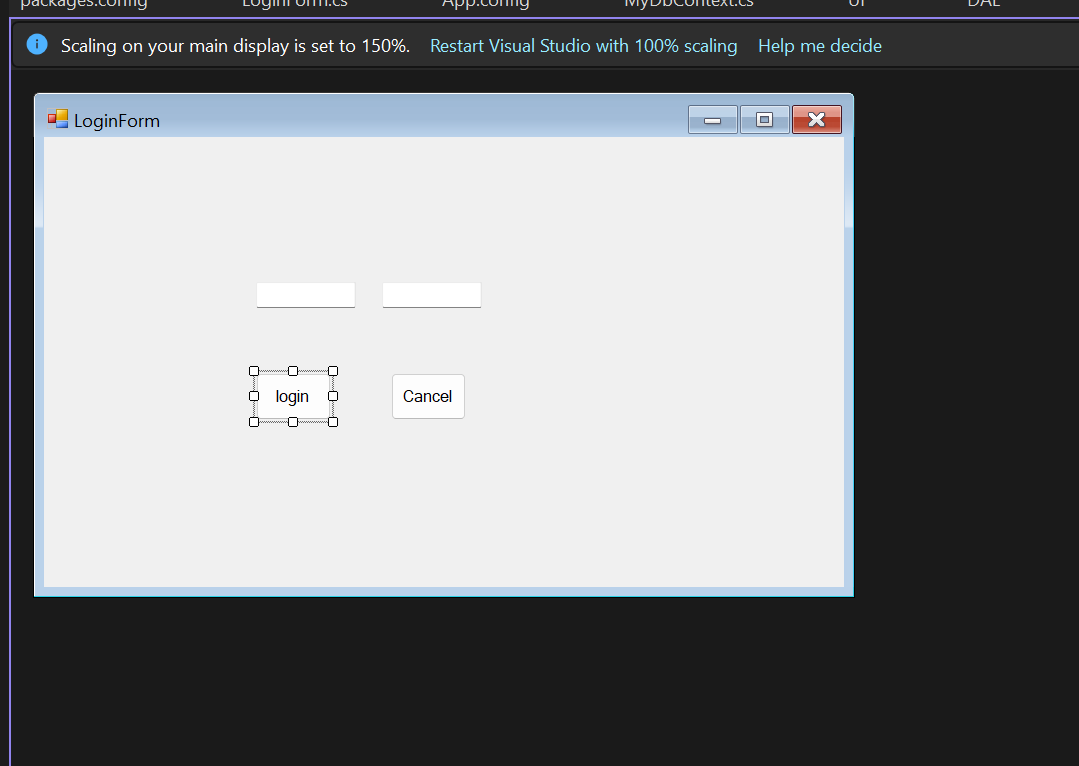 packages.config LoginForm.cs App.config MyDbContext.cs UI DAL
Scaling on your main display is set to 150%. Restart Visual Studio with 100% scaling Help me decide
LoginForm
login Cancel